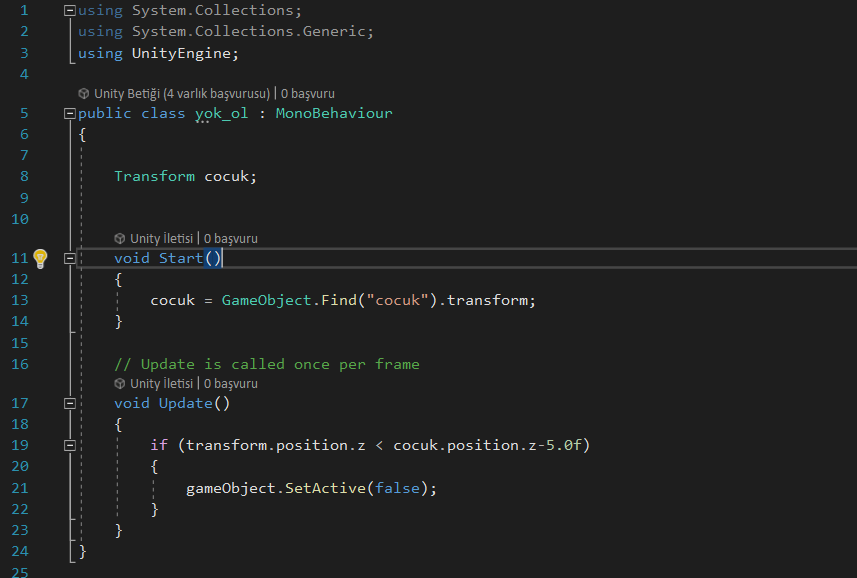 1 using System.Collections;
2 using System.Collections.Generic;
3 using UnityEngine;
4
Unity Betiği (4 varlık başvurusu) | 0 başvuru
5 public class yok_ol : MonoBehaviour
6 {
7
8 Transform cocuk;
9
10
Unity İletisi | 0 başvuru
11 void Start()
12 {
13 cocuk = GameObject.Find("cocuk").transform;
14 }
15
16 // Update is called once per frame
Unity İletisi | 0 başvuru
17 void Update()
18 {
19 if (transform.position.z < cocuk.position.z-5.0f)
20 {
21 gameObject.SetActive(false);
22 }
23 }
24 }
25